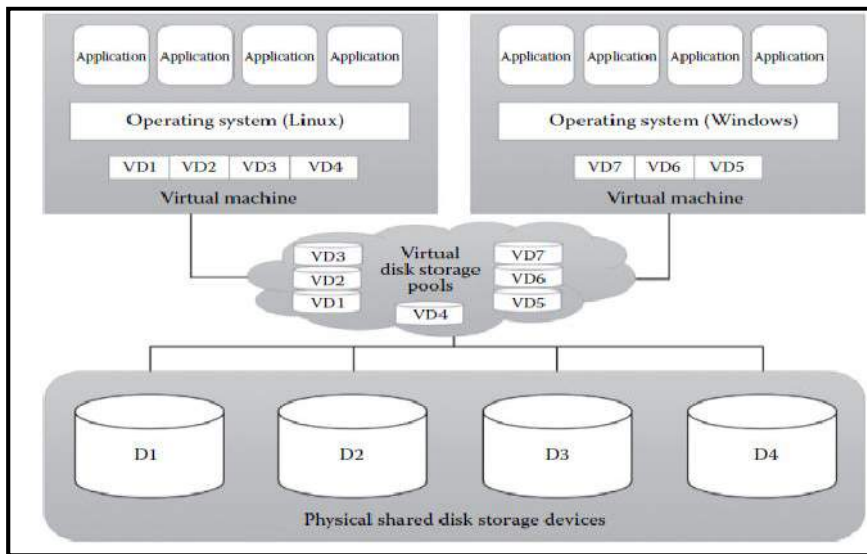 Application Application Application Application
Operating system (Linux)
VD1 VD2 VD3 VD4
Virtual machine
Application Application Application Application
Operating system (Windows)
VD7 VD6 VD5
Virtual machine
VD3
VD2
VD1
Virtual
disk storage
pools
VD4
VD7
VD6
VD5
D1 D2 D3 D4
Physical shared disk storage devices